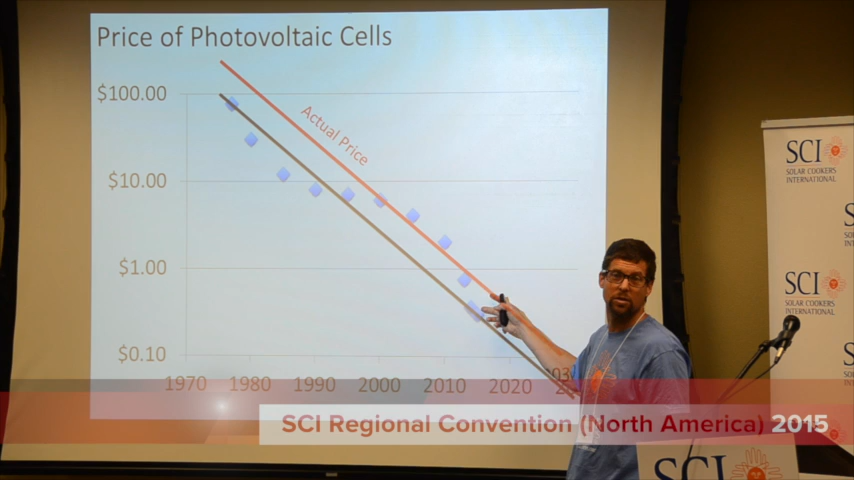 Price of Photovoltaic Cells
$100.00
$10.00
$1.00
$0.10
Actual Price
1970 1980 1990 2000 2010 2020
SCI
SOLAR COOKERS
INTERNATIONAL
SCI
SOLAR COOKERS
INTERNATIONAL
SCI Regional Convention (North America) 2015
SCI